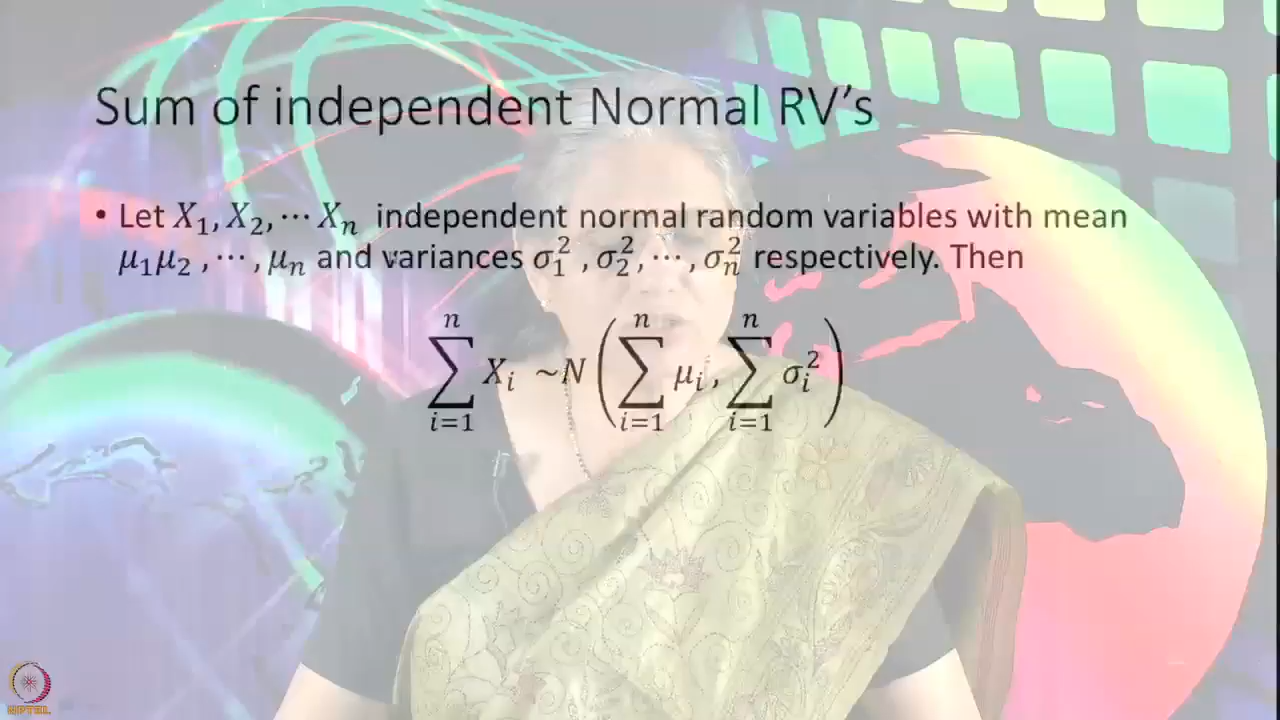 Sum of independent Normal RV's
• Let X₁, X₂, ⋯ Xₙ independent normal random variables with mean
μ₁μ₂ , ⋯ , μₙ and variances σ₁² , σ₂², ⋯, σₙ² respectively. Then
∑ᵢ₌₁ⁿ Xᵢ ~N(∑ᵢ₌₁ⁿ μᵢ, ∑ᵢ₌₁ⁿ σᵢ²)
NPTEL